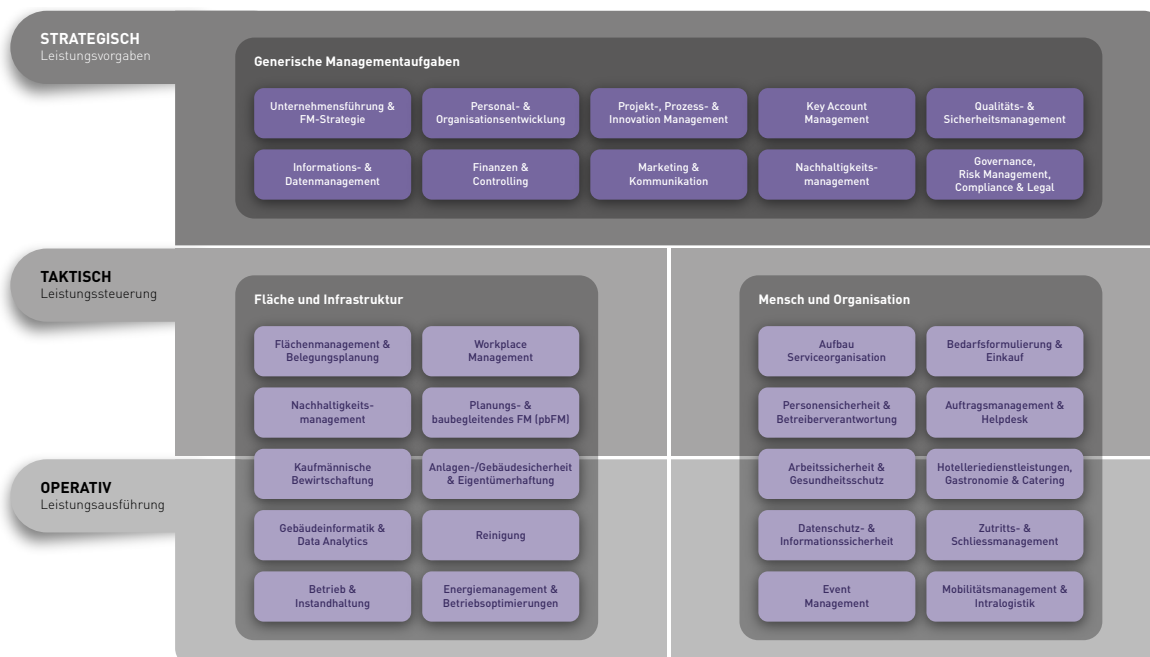 STRATEGISCH
Leistungsvorgaben
Generische Managementaufgaben
Unternehmensführung &
FM-Strategie
Personal- &
Organisationsentwicklung
Projekt-, Prozess- &
Innovation Management
Key Account
Management
Qualitäts- &
Sicherheitsmanagement
Informations- &
Datenmanagement
Finanzen &
Controlling
Marketing &
Kommunikation
Nachhaltigkeits-
management
Governance,
Risk Management,
Compliance & Legal
TAKTISCH
Leistungssteuerung
Fläche und Infrastruktur
Flächenmanagement &
Belegungsplanung
Workplace
Management
Nachhaltigkeits-
management
Planungs- &
baubegleitendes FM (pbFM)
Kaufmännische
Bewirtschaftung
Anlagen-/Gebäudesicherheit
& Eigentümerhaftung
Gebäudeinformatik &
Data Analytics
Reinigung
Betrieb &
Instandhaltung
Energiemanagement &
Betriebsoptimierungen
Mensch und Organisation
Aufbau
Serviceorganisation
Bedarfsformulierung &
Einkauf
Personensicherheit &
Betreiberverantwortung
Auftragsmanagement &
Helpdesk
Arbeitssicherheit &
Gesundheitsschutz
Hotelleriedienstleistungen,
Gastronomie & Catering
Datenschutz- &
Informationssicherheit
Zutritts- &
Schliessmanagement
Event
Management
Mobilitätsmanagement &
Intralogistik
OPERATIV
Leistungsausführung